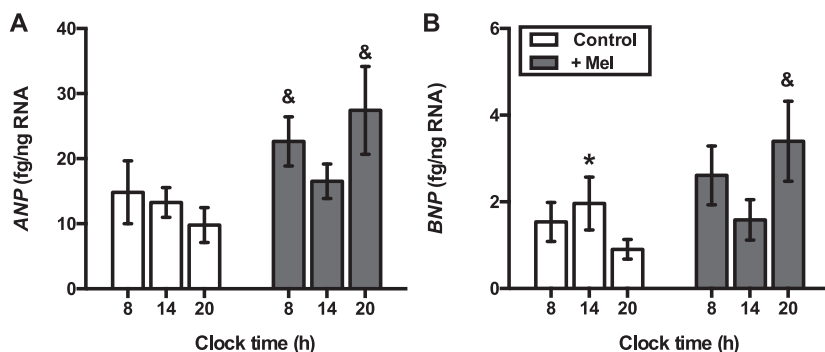 A
ANP (fg/ng RNA)
40
30
20
10
0
&
&
8 14 20 8 14 20
Clock time (h)
B
BNP (fg/ng RNA)
6
4
2
0
Control
+ Mel
*
&
8 14 20 8 14 20
Clock time (h)